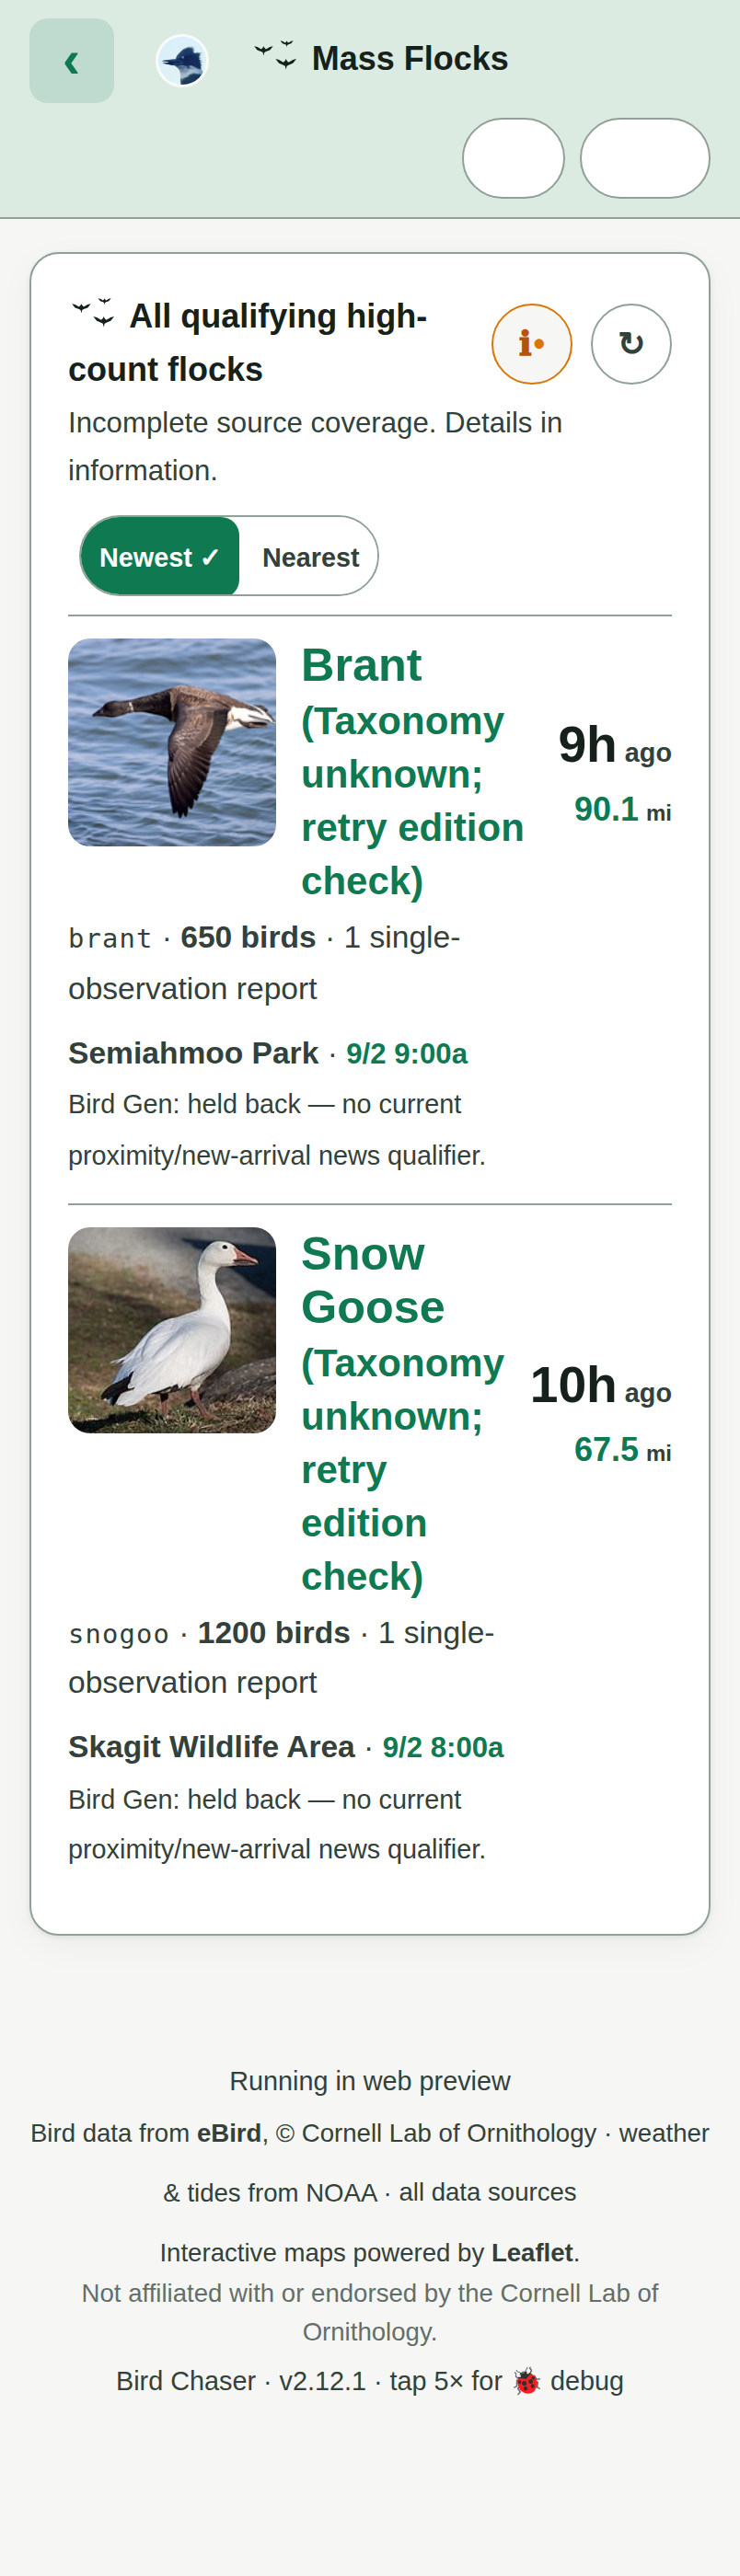 ‹ Mass Flocks
All qualifying high-
count flocks
i• ↻
Incomplete source coverage. Details in
information.
Newest ✓ Nearest
Brant
(Taxonomy
unknown;
retry edition
check)
9h ago
90.1 mi
brant · 650 birds · 1 single-
observation report
Semiahmoo Park · 9/2 9:00a
Bird Gen: held back — no current
proximity/new-arrival news qualifier.
Snow
Goose
(Taxonomy
unknown;
retry
edition
check)
10h ago
67.5 mi
snogoo · 1200 birds · 1 single-
observation report
Skagit Wildlife Area · 9/2 8:00a
Bird Gen: held back — no current
proximity/new-arrival news qualifier.
Running in web preview
Bird data from eBird, © Cornell Lab of Ornithology · weather
& tides from NOAA · all data sources
Interactive maps powered by Leaflet.
Not affiliated with or endorsed by the Cornell Lab of
Ornithology.
Bird Chaser · v2.12.1 · tap 5× for 🐞 debug